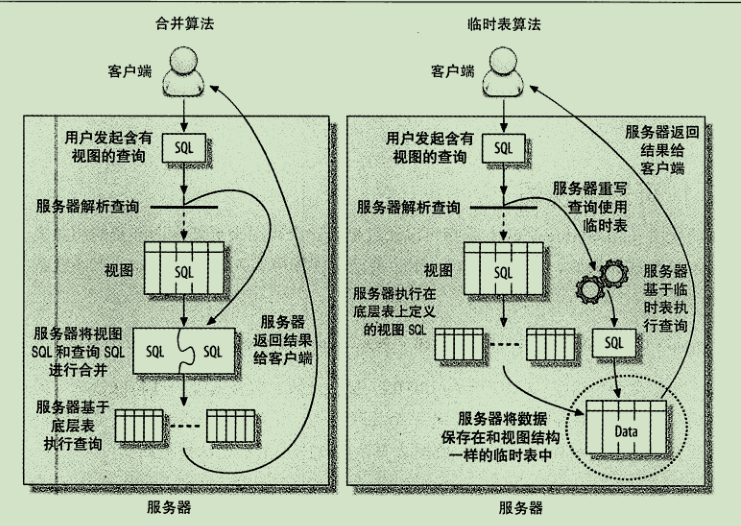 合并算法
客户端
用户发起含有
视图的查询
SQL
服务器解析查询
视图
SQL
服务器将视图
SQL 和查询 SQL
进行合并
SQL
SQL
服务器
返回结果
给客户端
服务器基于
底层表
执行查询
服务器
临时表算法
客户端
用户发起含有
视图的查询
SQL
服务器返回
结果给
客户端
服务器解析查询
服务器重写
查询使用
临时表
视图
SQL
服务器执行在
底层表上定义
的视图 SQL
服务器
基于临
时表执
行查询
SQL
服务器将数据
保存在和视图结构
一样的临时表中
Data
服务器